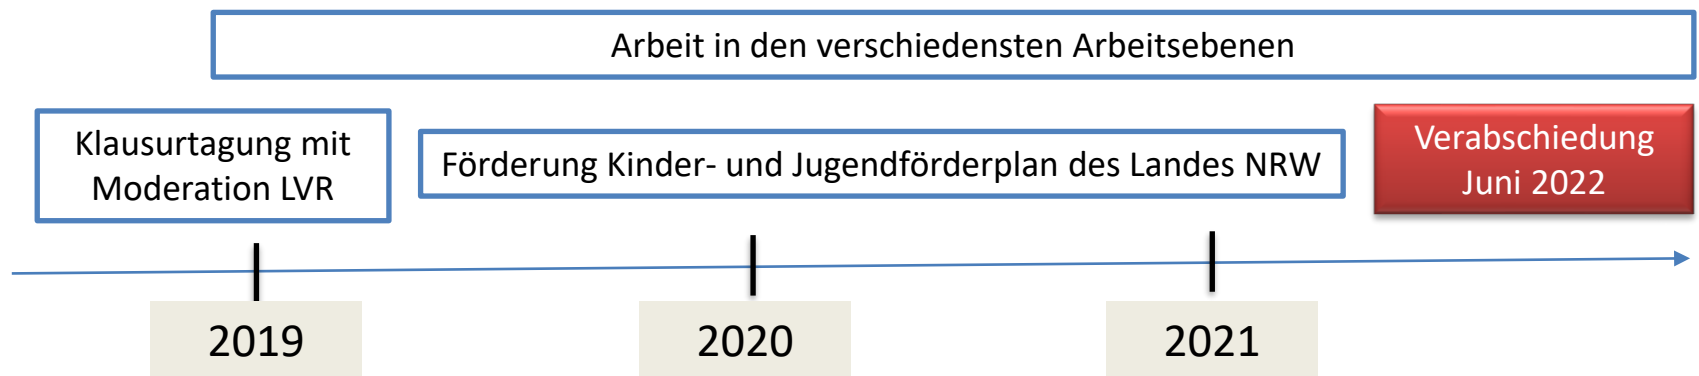 Arbeit in den verschiedensten Arbeitsebenen
Klausurtagung mit
Moderation LVR
Förderung Kinder- und Jugendförderplan des Landes NRW
Verabschiedung
Juni 2022
2019
2020
2021